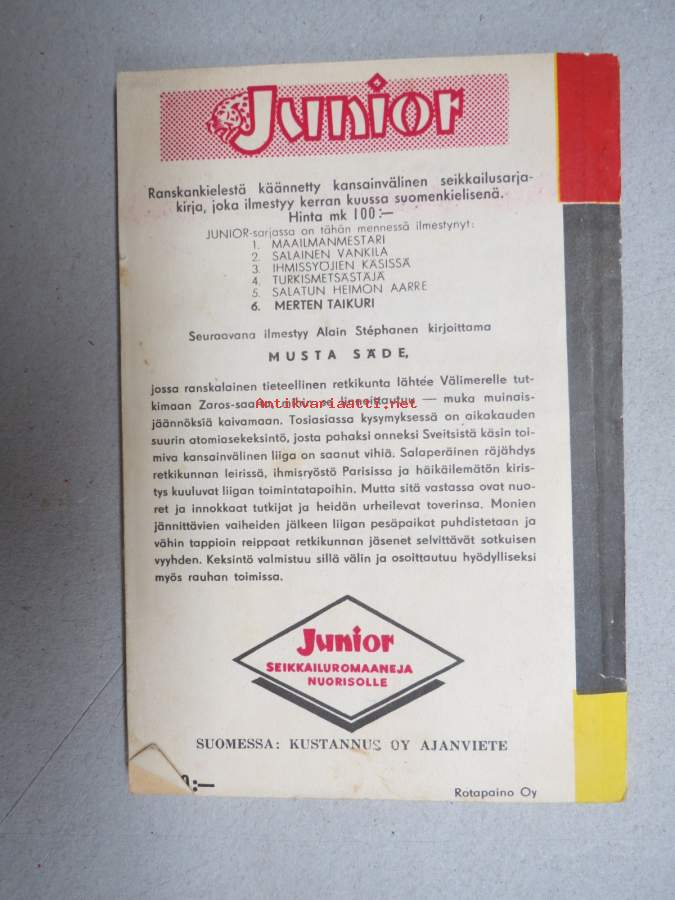 Junior
Ranskankielestä käännetty kansainvälinen seikkailusarja-
kirja, joka ilmestyy kerran kuussa suomenkielisenä.
Hinta mk 100:—
JUNIOR-sarjassa on tähän mennessä ilmestynyt:
1. MAAILMANMESTARI
2. SALAINEN VANKILA
3. IHMISSYÖJIEN KÄSISSÄ
4. TURKISMETSÄSTÄJÄ
5. SALATUN HEIMON AARRE
6. MERTEN TAIKURI
Seuraavana ilmestyy Alain Stéphanen kirjoittama
MUSTA SÄDE,
jossa ranskalainen tieteellinen retkikunta lähtee Välimerelle tut-
kimaan Zaros-saarta, — muka muinais-
Antikvariaatti.net
jäännöksiä kaivamaan. Tosiasiassa kysymyksessä on aikakauden
suurin atomiasekeksintö, josta pahaksi onneksi Sveitsistä käsin toi-
miva kansainvälinen liiga on saanut vihiä. Salaperäinen räjähdys
retkikunnan leirissä, ihmisryöstö Parisissa ja häikäilemätön kiris-
tys kuuluvat liigan toimintatapoihin. Mutta sitä vastassa ovat nuo-
ret ja innokkaat tutkijat ja heidän urheilevat toverinsa. Monien
jännittävien vaiheiden jälkeen liigan pesäpaikat puhdistetaan ja
vähin tappioin reippaat retkikunnan jäsenet selvittävät sotkuisen
vyyhden. Keksintö valmistuu sillä välin ja osoittautuu hyödylliseksi
myös rauhan toimissa.
Junior
SEIKKAILUROMAANEJA
NUORISOLLE
SUOMESSA: KUSTANNUS OY AJANVIETE
0:—
Rotapaino Oy